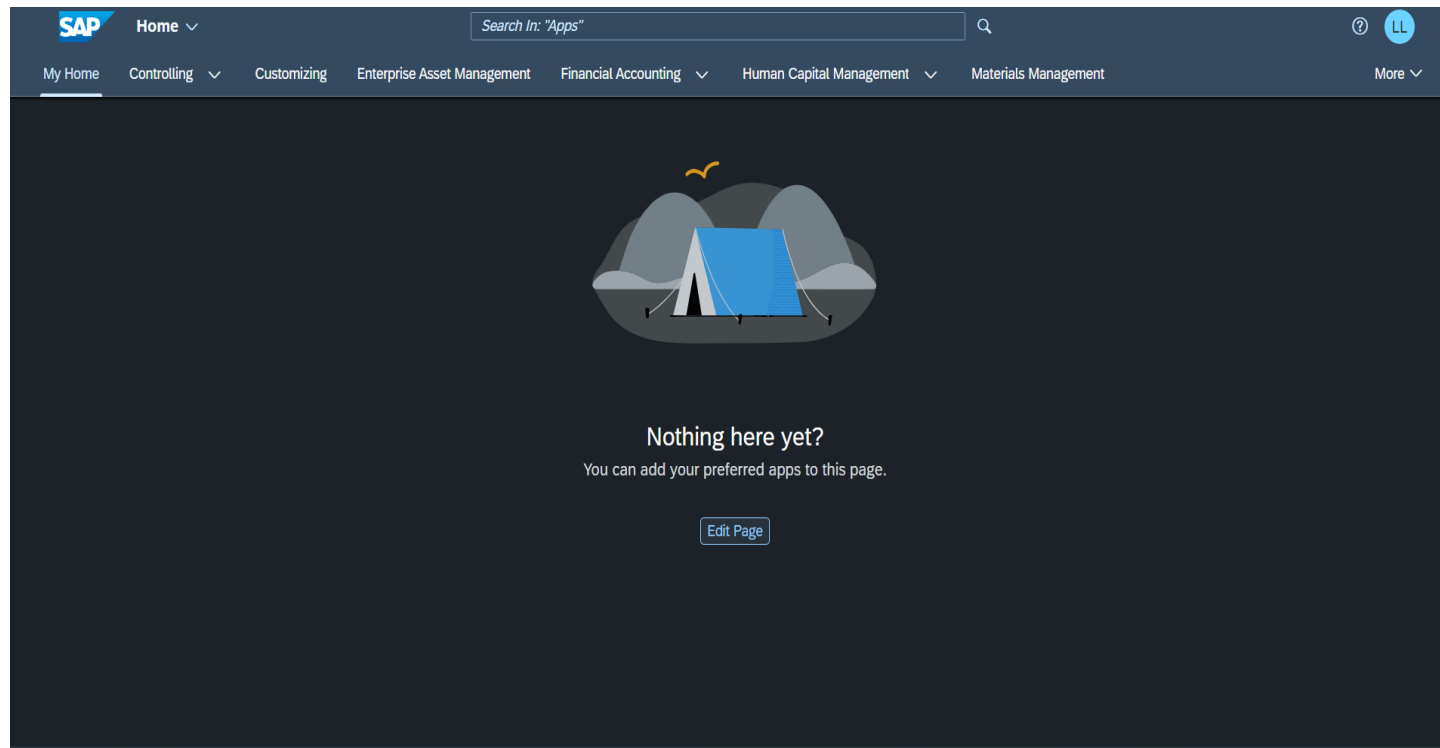 SAP Home Search In: "Apps" LL
My Home Controlling Customizing Enterprise Asset Management Financial Accounting Human Capital Management Materials Management More
Nothing here yet?
You can add your preferred apps to this page.
Edit Page